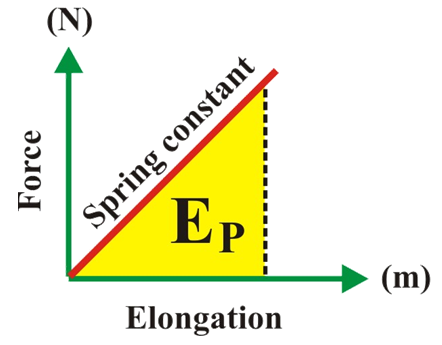 (N)
Force
Spring constant
EP
(m)
Elongation